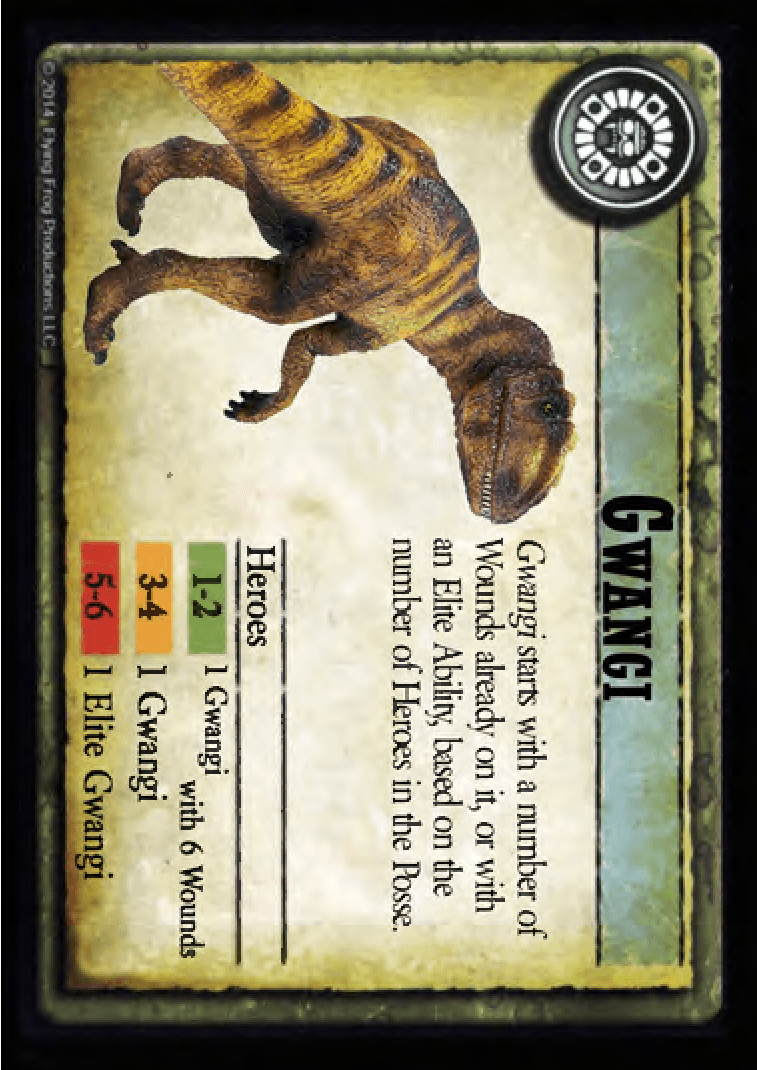 GWANGI
Gwangi starts with a number of
Wounds already on it, or with
an Elite Ability, based on the
number of Heroes in the Posse.
Heroes
1-2 1 Gwangi
with 6 Wounds
3-4 1 Gwangi
5-6 1 Elite Gwangi
© 2014 Flying Frog Productions LLC